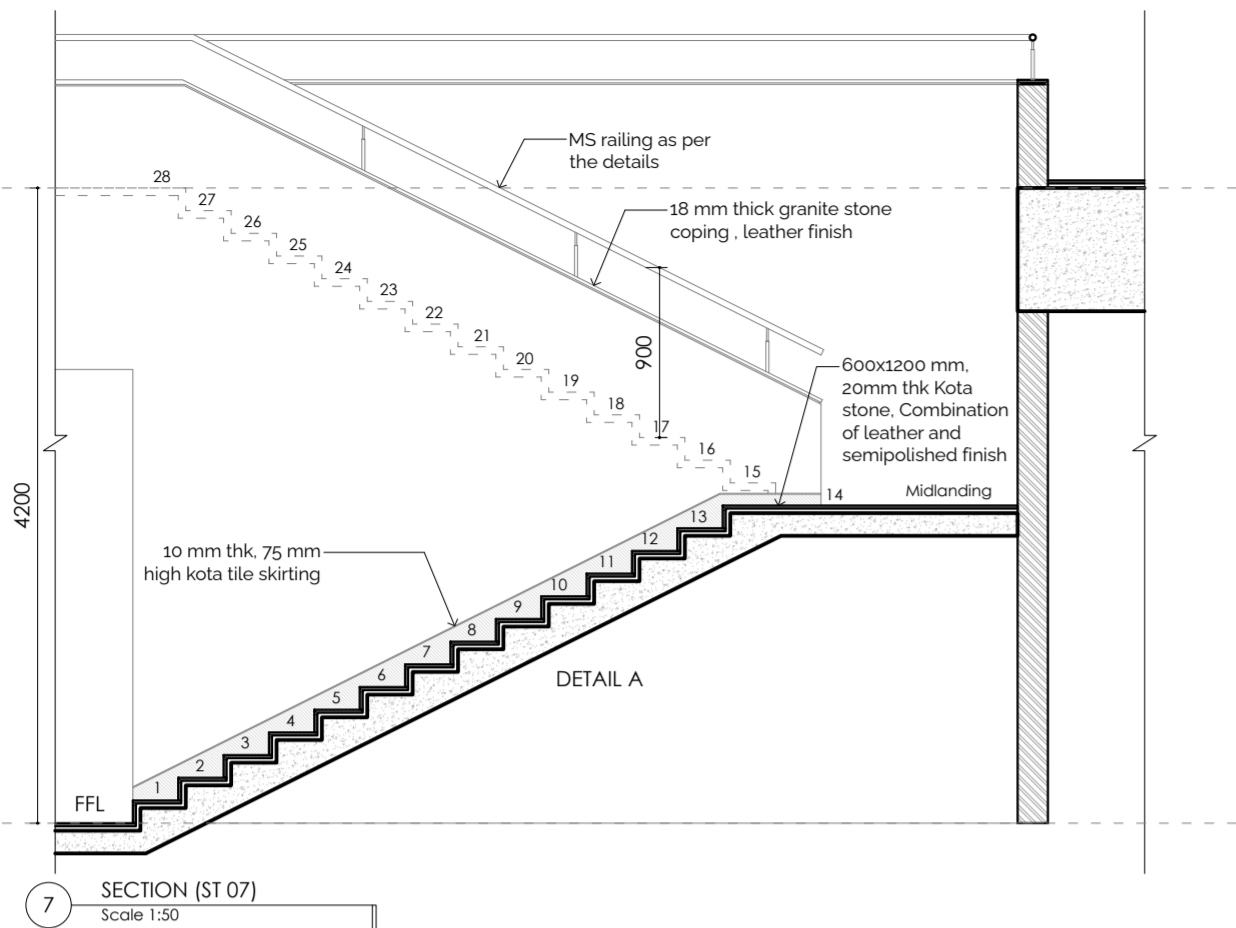 MS railing as per
the details
28
27
26
25
24
23
22
21
20
19
18
17
16
15
18 mm thick granite stone
coping , leather finish
900
4200
600x1200 mm,
20mm thk Kota
stone, Combination
of leather and
semipolished finish
14
Midlanding
13
12
11
10
9
8
7
6
5
4
3
2
1
10 mm thk, 75 mm
high kota tile skirting
DETAIL A
FFL
7
SECTION (ST 07)
Scale 1:50